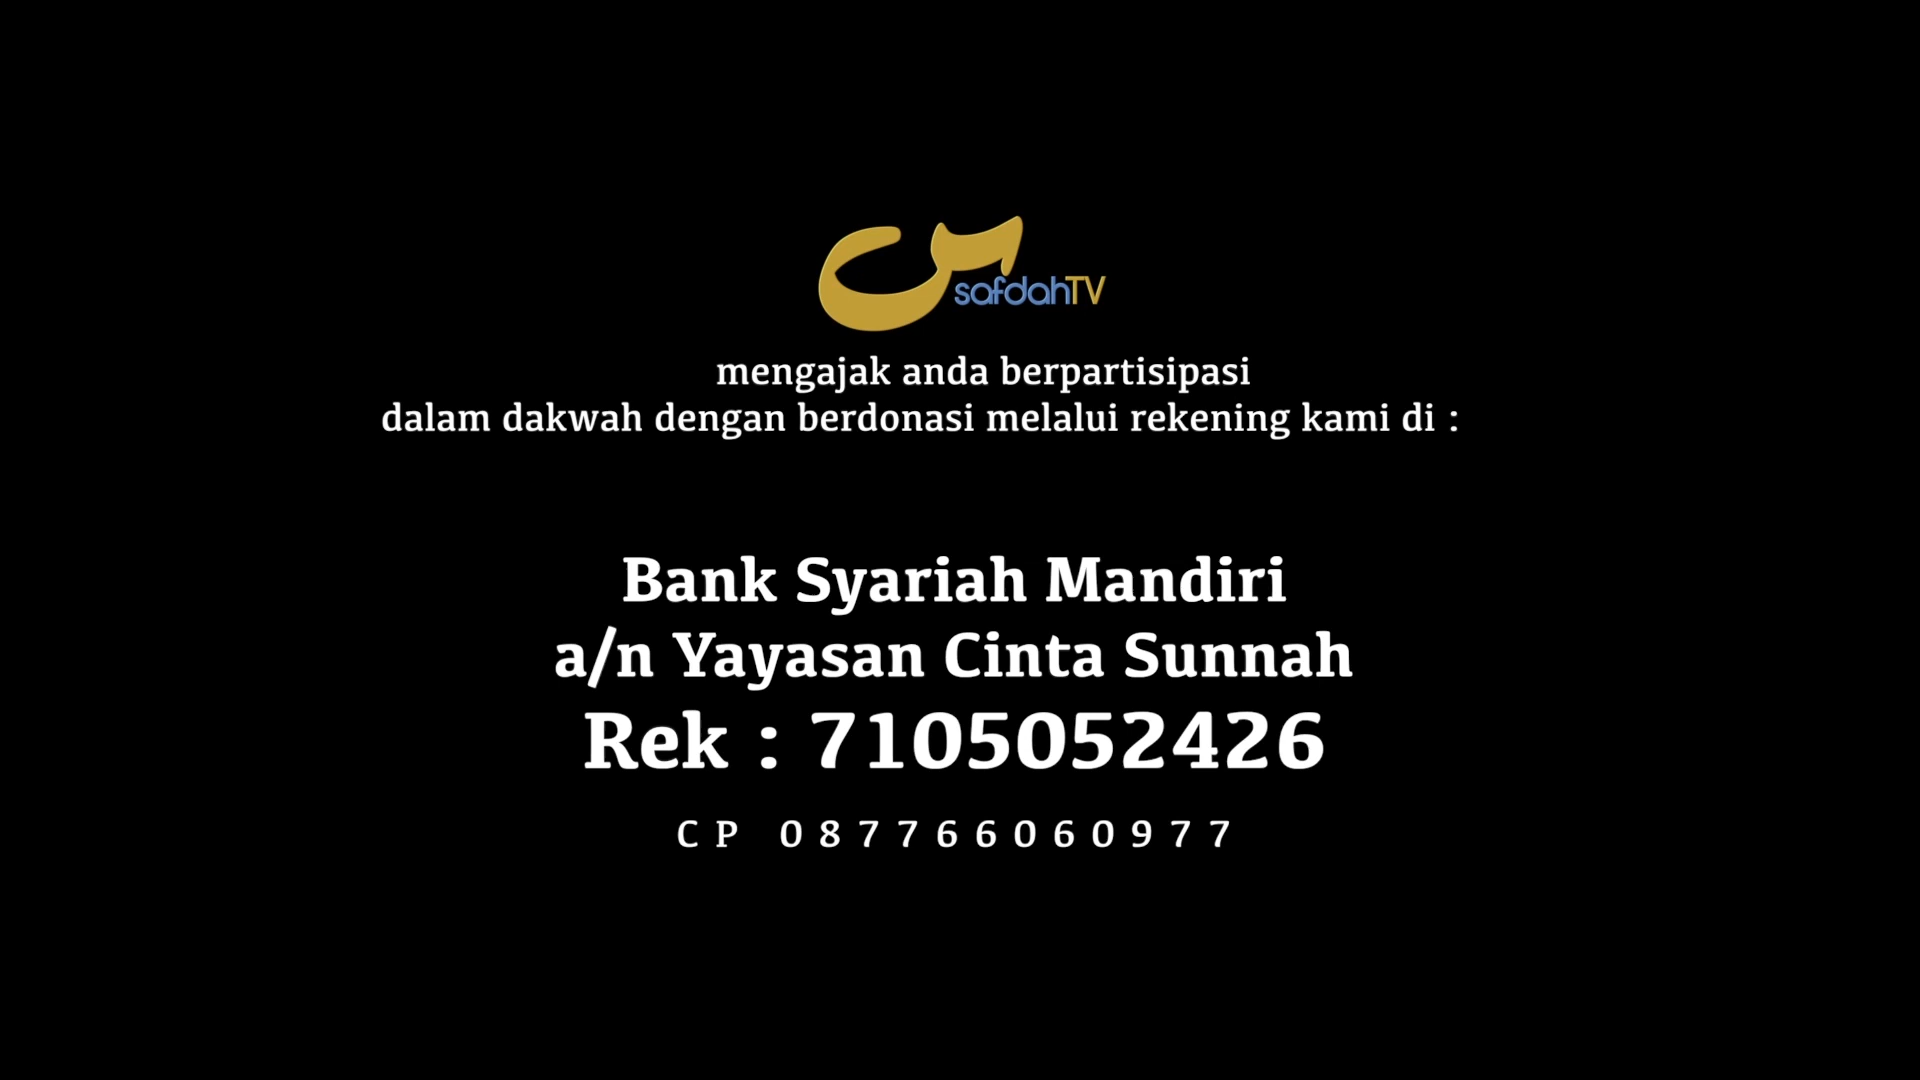 safdahTV
mengajak anda berpartisipasi
dalam dakwah dengan berdonasi melalui rekening kami di :
Bank Syariah Mandiri
a/n Yayasan Cinta Sunnah
Rek : 7105052426
CP 087766060977